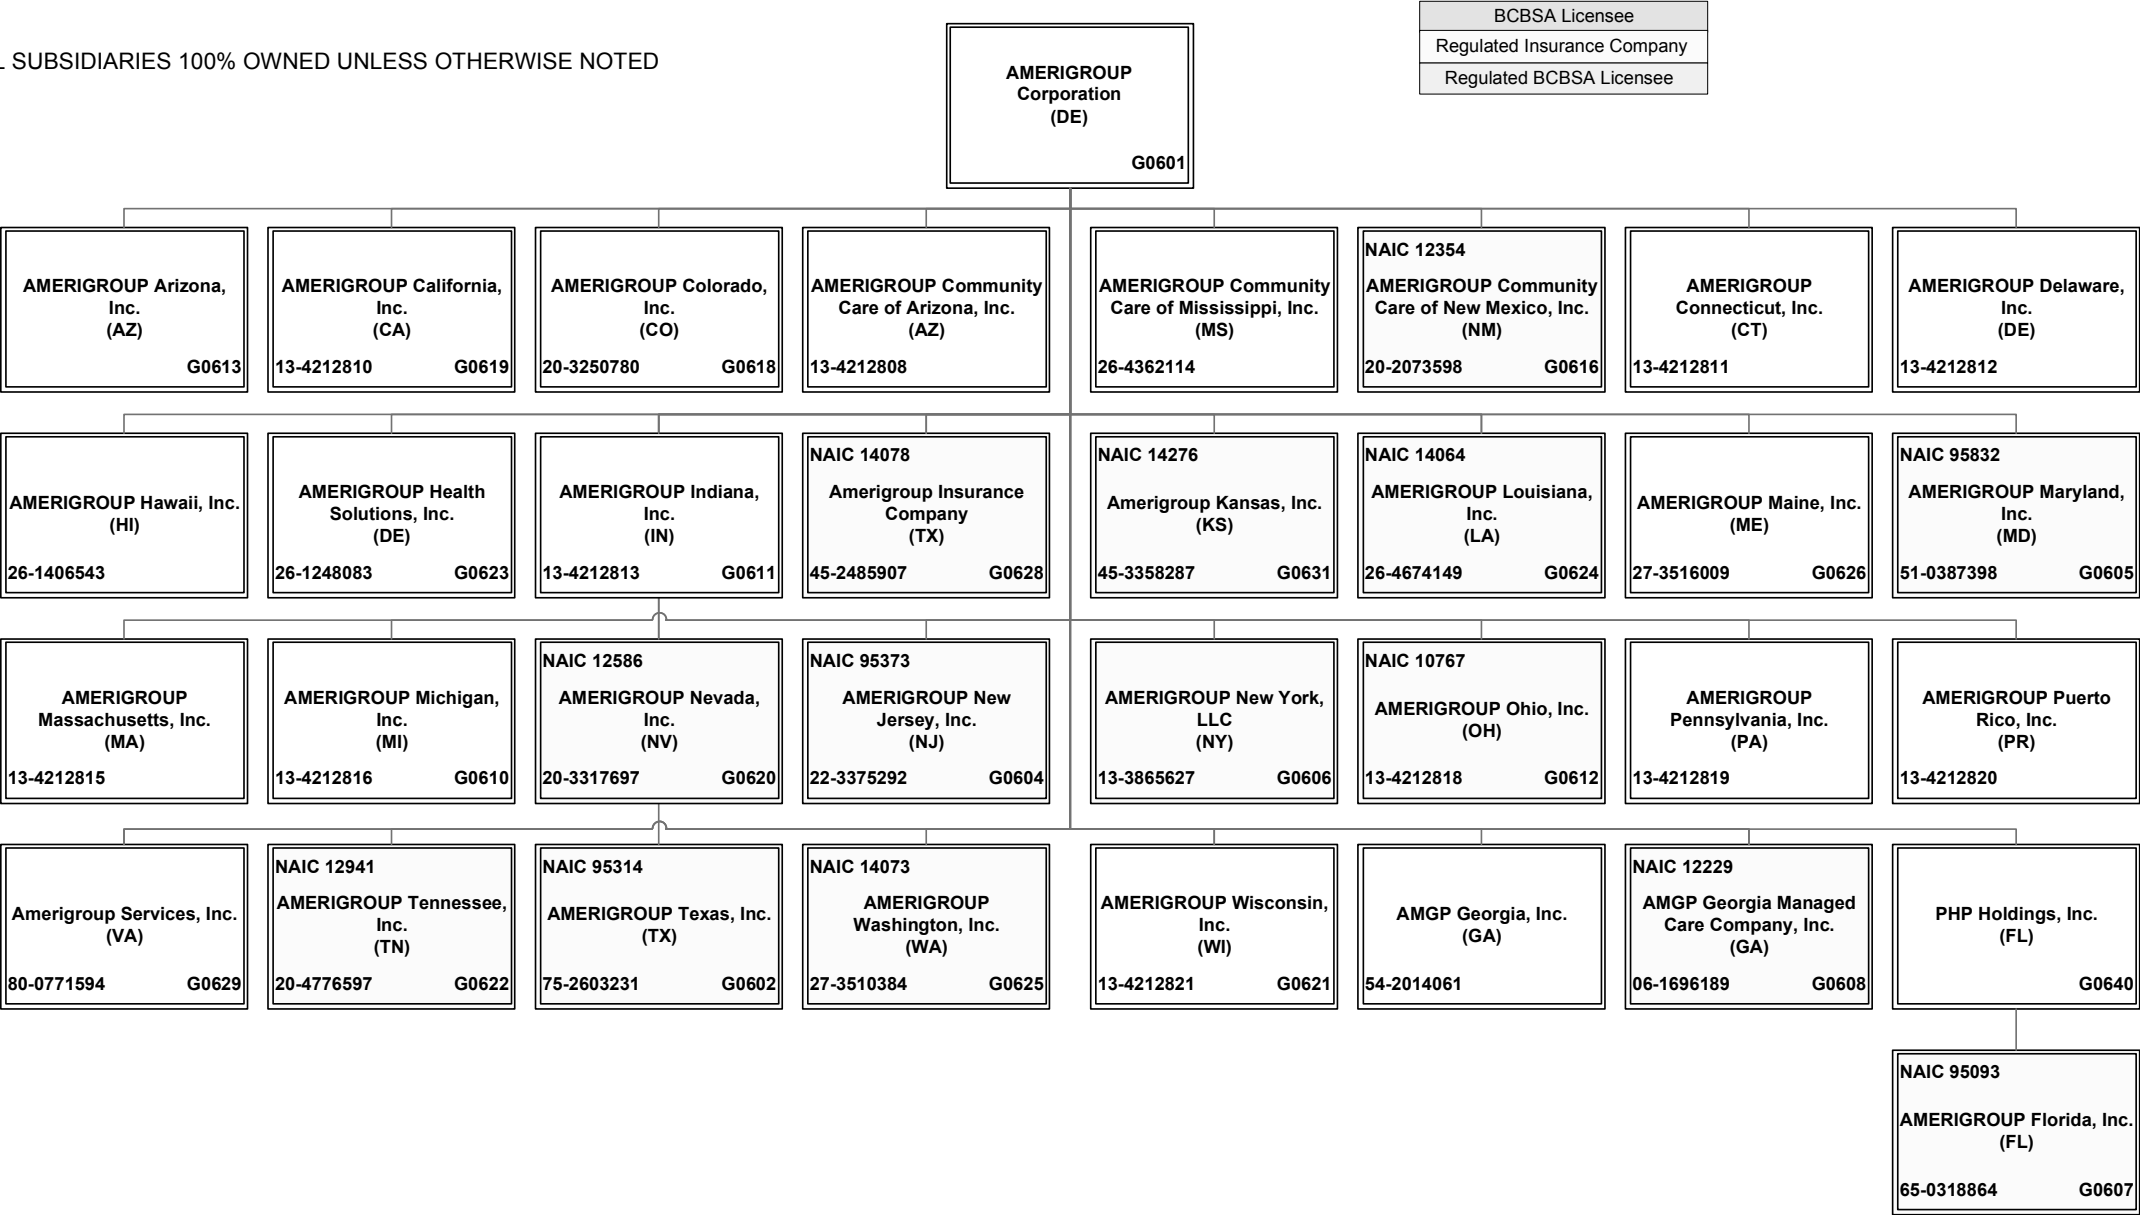 L SUBSIDIARIES 100% OWNED UNLESS OTHERWISE NOTED
BCBSA Licensee
Regulated Insurance Company
Regulated BCBSA Licensee
AMERIGROUP
Corporation
(DE)
G0601
AMERIGROUP Arizona,
Inc.
(AZ)
G0613
AMERIGROUP California,
Inc.
(CA)
13-4212810 G0619
AMERIGROUP Colorado,
Inc.
(CO)
20-3250780 G0618
AMERIGROUP Community
Care of Arizona, Inc.
(AZ)
13-4212808
AMERIGROUP Community
Care of Mississippi, Inc.
(MS)
26-4362114
NAIC 12354
AMERIGROUP Community
Care of New Mexico, Inc.
(NM)
20-2073598 G0616
AMERIGROUP
Connecticut, Inc.
(CT)
13-4212811
AMERIGROUP Delaware,
Inc.
(DE)
13-4212812
AMERIGROUP Hawaii, Inc.
(HI)
26-1406543
AMERIGROUP Health
Solutions, Inc.
(DE)
26-1248083 G0623
AMERIGROUP Indiana,
Inc.
(IN)
13-4212813 G0611
NAIC 14078
Amerigroup Insurance
Company
(TX)
45-2485907 G0628
NAIC 14276
Amerigroup Kansas, Inc.
(KS)
45-3358287 G0631
NAIC 14064
AMERIGROUP Louisiana,
Inc.
(LA)
26-4674149 G0624
AMERIGROUP Maine, Inc.
(ME)
27-3516009 G0626
NAIC 95832
AMERIGROUP Maryland,
Inc.
(MD)
51-0387398 G0605
AMERIGROUP
Massachusetts, Inc.
(MA)
13-4212815
AMERIGROUP Michigan,
Inc.
(MI)
13-4212816 G0610
NAIC 12586
AMERIGROUP Nevada,
Inc.
(NV)
20-3317697 G0620
NAIC 95373
AMERIGROUP New
Jersey, Inc.
(NJ)
22-3375292 G0604
AMERIGROUP New York,
LLC
(NY)
13-3865627 G0606
NAIC 10767
AMERIGROUP Ohio, Inc.
(OH)
13-4212818 G0612
AMERIGROUP
Pennsylvania, Inc.
(PA)
13-4212819
AMERIGROUP Puerto
Rico, Inc.
(PR)
13-4212820
Amerigroup Services, Inc.
(VA)
80-0771594 G0629
NAIC 12941
AMERIGROUP Tennessee,
Inc.
(TN)
20-4776597 G0622
NAIC 95314
AMERIGROUP Texas, Inc.
(TX)
75-2603231 G0602
NAIC 14073
AMERIGROUP
Washington, Inc.
(WA)
27-3510384 G0625
AMERIGROUP Wisconsin,
Inc.
(WI)
13-4212821 G0621
AMGP Georgia, Inc.
(GA)
54-2014061
NAIC 12229
AMGP Georgia Managed
Care Company, Inc.
(GA)
06-1696189 G0608
PHP Holdings, Inc.
(FL)
G0640
NAIC 95093
AMERIGROUP Florida, Inc.
(FL)
65-0318864 G0607